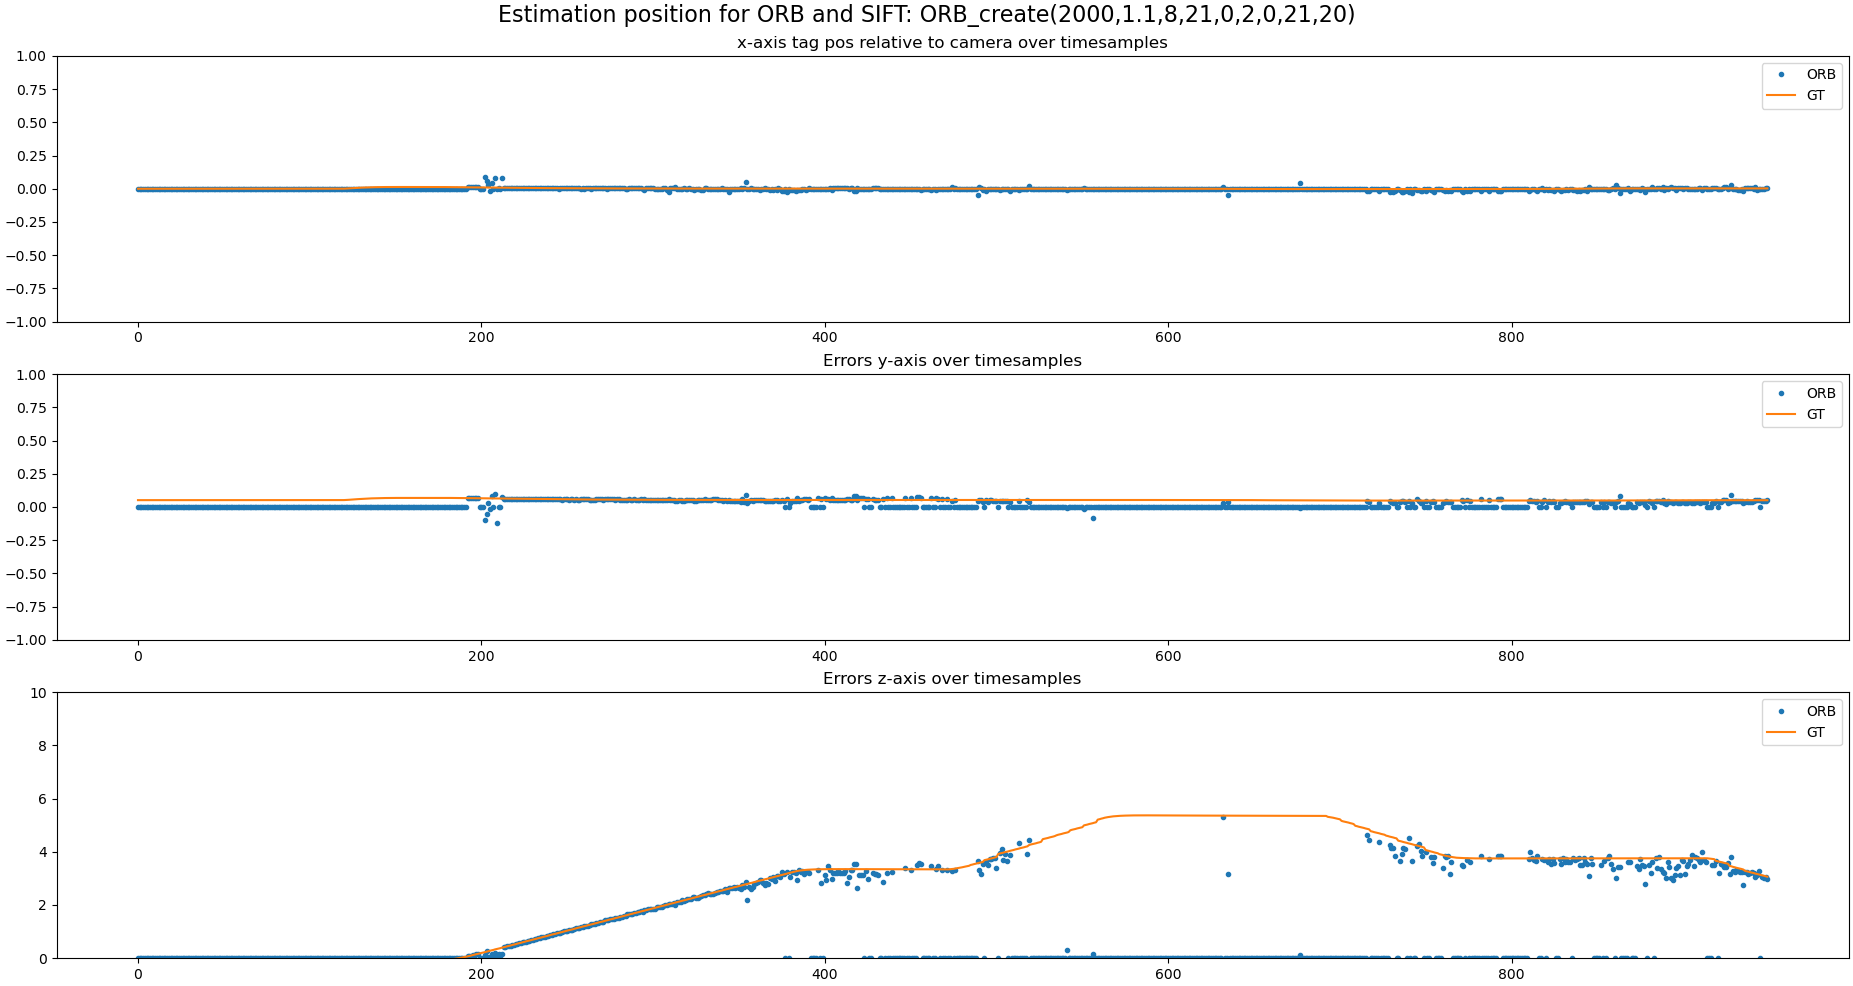 Estimation position for ORB and SIFT: ORB_create(2000,1.1,8,21,0,2,0,21,20)
x-axis tag pos relative to camera over timesamples
1.00
0.75
0.50
0.25
0.00
−0.25
−0.50
−0.75
−1.00
ORB
GT
0 200 400 600 800
Errors y-axis over timesamples
1.00
0.75
0.50
0.25
0.00
−0.25
−0.50
−0.75
−1.00
ORB
GT
0 200 400 600 800
Errors z-axis over timesamples
10
8
6
4
2
0
ORB
GT
0 200 400 600 800